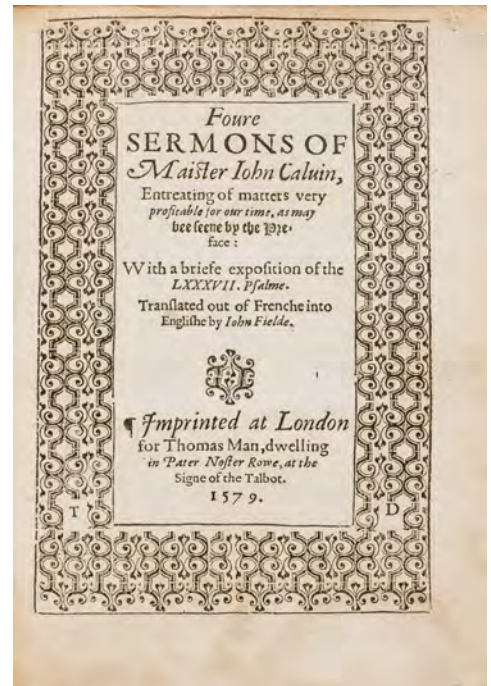 Foure
SERMONS OF
Maister Iohn Caluin,
Entreating of matters very
profitable for our time, as may
bee ſeene by the Pre-
face:
With a briefe expoſition of the
LXXXVII. Pſalme.
Tranſlated out of Frenche into
Engliſhe by Iohn Fielde.
¶ Imprinted at London
for Thomas Man, dwelling
in Pater Noſter Rowe, at the
Signe of the Talbot.
1579.
T D